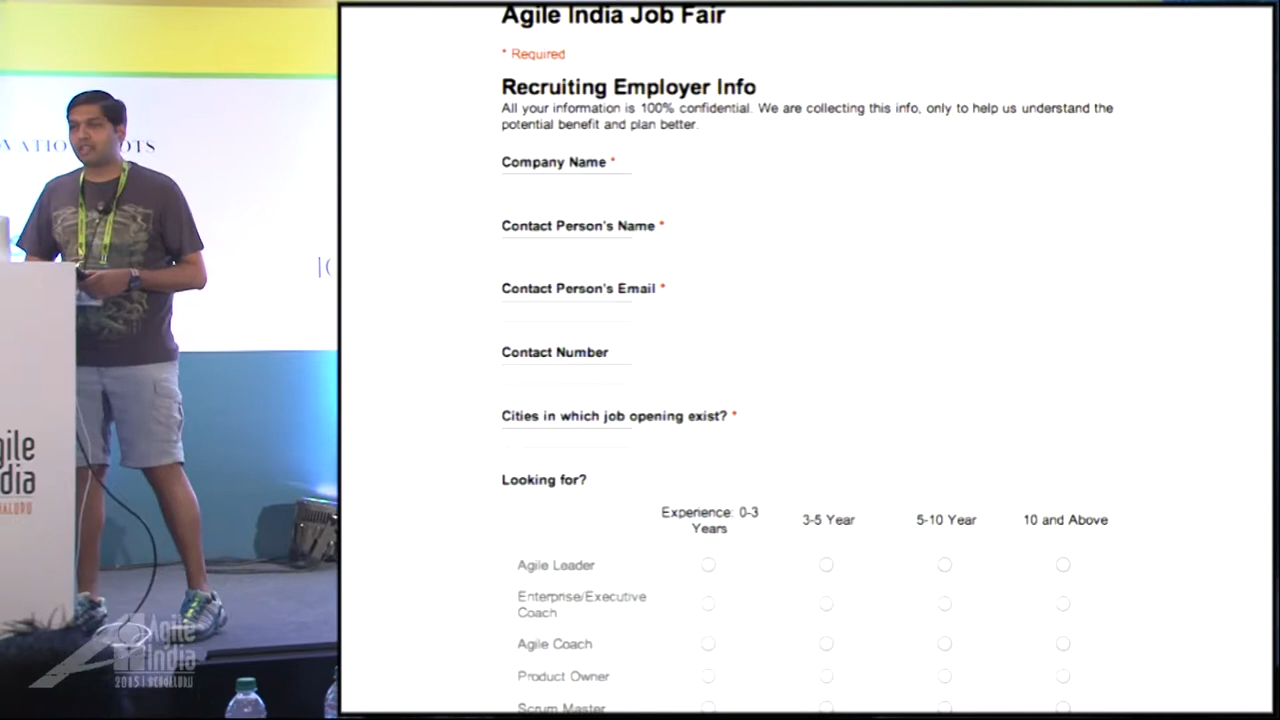 Agile India Job Fair
* Required
Recruiting Employer Info
All your information is 100% confidential. We are collecting this info, only to help us understand the
potential benefit and plan better.
Company Name *
Contact Person's Name *
Contact Person's Email *
Contact Number
Cities in which job opening exist? *
Looking for?
Experience: 0-3
Years
3-5 Year
5-10 Year
10 and Above
Agile Leader
Enterprise/Executive
Coach
Agile Coach
Product Owner
Scrum Master
Agile
India
2015 | BENGALURU